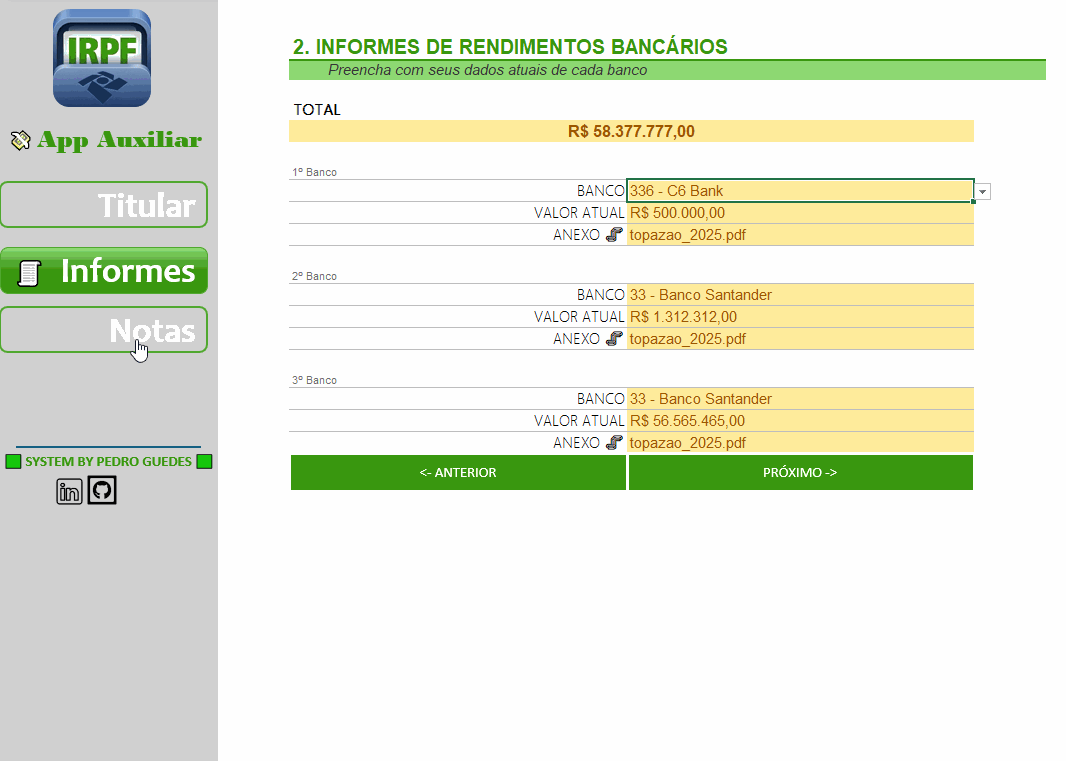 IRPF
App Auxiliar
Titular
Informes
Notas
SYSTEM BY PEDRO GUEDES
in
2. INFORMES DE RENDIMENTOS BANCÁRIOS
Preencha com seus dados atuais de cada banco
TOTAL
R$ 58.377.777,00
1º Banco
BANCO 336 - C6 Bank
VALOR ATUAL R$ 500.000,00
ANEXO topazao_2025.pdf
2º Banco
BANCO 33 - Banco Santander
VALOR ATUAL R$ 1.312.312,00
ANEXO topazao_2025.pdf
3º Banco
BANCO 33 - Banco Santander
VALOR ATUAL R$ 56.565.465,00
ANEXO topazao_2025.pdf
<- ANTERIOR PRÓXIMO ->